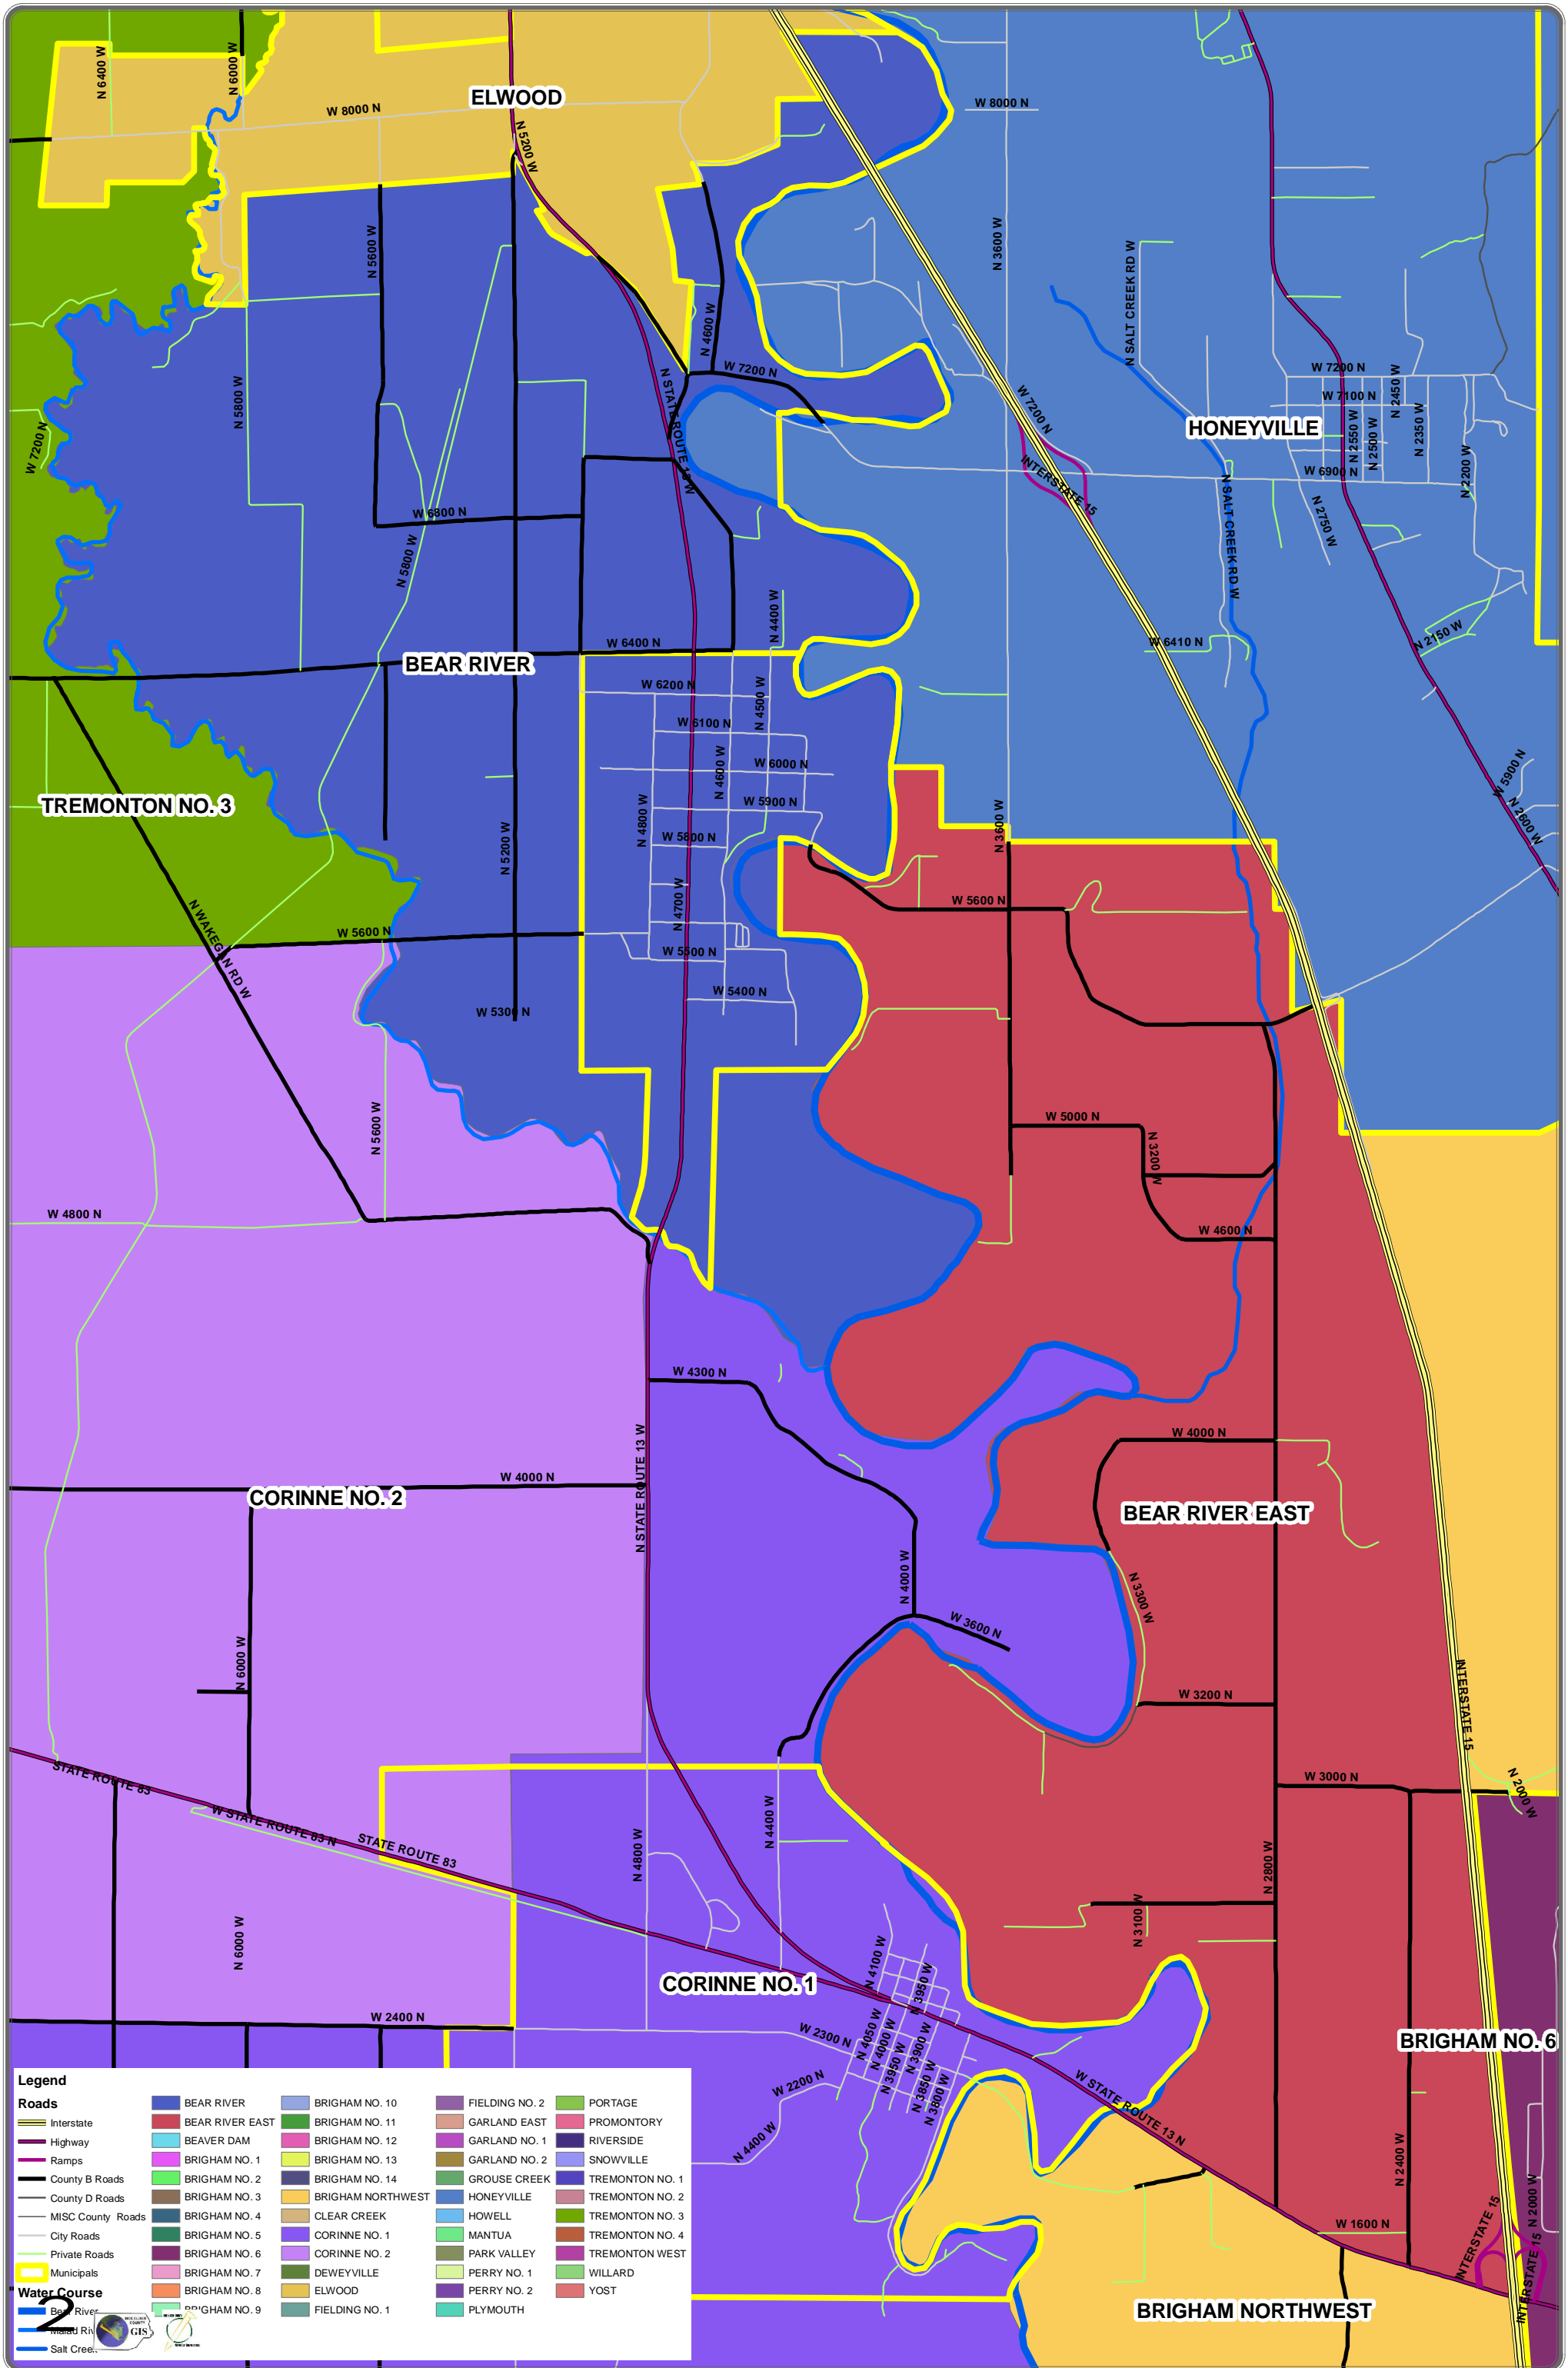 N 6400 W
N 6000 W
ELWOOD
W 8000 N
W 8000 N
N 5200 W
N 5600 W
N 3600 W
N SALT CREEK RD W
N 4600 W
W 7200 N
N 5800 W
N STATE ROUTE 13 W
W 7200 N
W 7200 N
W 7100 N
N 2450 W
HONEYVILLE
N 2550 W
N 2500 W
N 2350 W
W 7200 N
INTERSTATE 15
W 6900 N
N 2200 W
N SALT CREEK RD W
N 2750 W
W 6800 N
N 5800 W
N 4400 W
W 6400 N
W 6410 N
N 2150 W
BEAR RIVER
W 6200 N
N 4500 W
W 6100 N
W 6000 N
N 4600 W
W 5900 N
N 5900 W
N 2600 W
TREMONTON NO. 3
N 4800 W
W 5800 N
N 3600 W
N 5200 W
N 4700 W
W 5600 N
N WAKEGAN RD W
W 5600 N
W 5500 N
W 5400 N
W 5300 N
N 5600 W
W 5000 N
N 3200 W
W 4800 N
W 4600 N
W 4300 N
N STATE ROUTE 13 W
W 4000 N
W 4000 N
CORINNE NO. 2
BEAR RIVER EAST
N 4000 W
N 3300 W
W 3600 N
N 6000 W
INTERSTATE 15
W 3200 N
STATE ROUTE 83
W STATE ROUTE 83 N
STATE ROUTE 83
W 3000 N
N 2000 W
N 4400 W
N 4800 W
N 2800 W
N 3100 W
N 6000 W
N 4100 W
N 3950 W
CORINNE NO. 1
W 2400 N
W 2300 N
N 4050 W
N 4000 W
N 3950 W
N 3900 W
N 3850 W
N 3800 W
BRIGHAM NO. 6
W 2200 N
N 4400 W
W STATE ROUTE 13 N
N 2400 W
N 2000 W
W 1600 N
INTERSTATE 15
INTERSTATE 15
BRIGHAM NORTHWEST
Legend
Roads
Interstate
Highway
Ramps
County B Roads
County D Roads
MISC County Roads
City Roads
Private Roads
Municipals
Water Course
Bear River
Salt Creek
BEAR RIVER
BEAR RIVER EAST
BEAVER DAM
BRIGHAM NO. 1
BRIGHAM NO. 2
BRIGHAM NO. 3
BRIGHAM NO. 4
BRIGHAM NO. 5
BRIGHAM NO. 6
BRIGHAM NO. 7
BRIGHAM NO. 8
BRIGHAM NO. 9
BRIGHAM NO. 10
BRIGHAM NO. 11
BRIGHAM NO. 12
BRIGHAM NO. 13
BRIGHAM NO. 14
BRIGHAM NORTHWEST
CLEAR CREEK
CORINNE NO. 1
CORINNE NO. 2
DEWEYVILLE
ELWOOD
FIELDING NO. 1
FIELDING NO. 2
GARLAND EAST
GARLAND NO. 1
GARLAND NO. 2
GROUSE CREEK
HONEYVILLE
HOWELL
MANTUA
PARK VALLEY
PERRY NO. 1
PERRY NO. 2
PLYMOUTH
PORTAGE
PROMONTORY
RIVERSIDE
SNOWVILLE
TREMONTON NO. 1
TREMONTON NO. 2
TREMONTON NO. 3
TREMONTON NO. 4
TREMONTON WEST
WILLARD
YOST
2
GIS